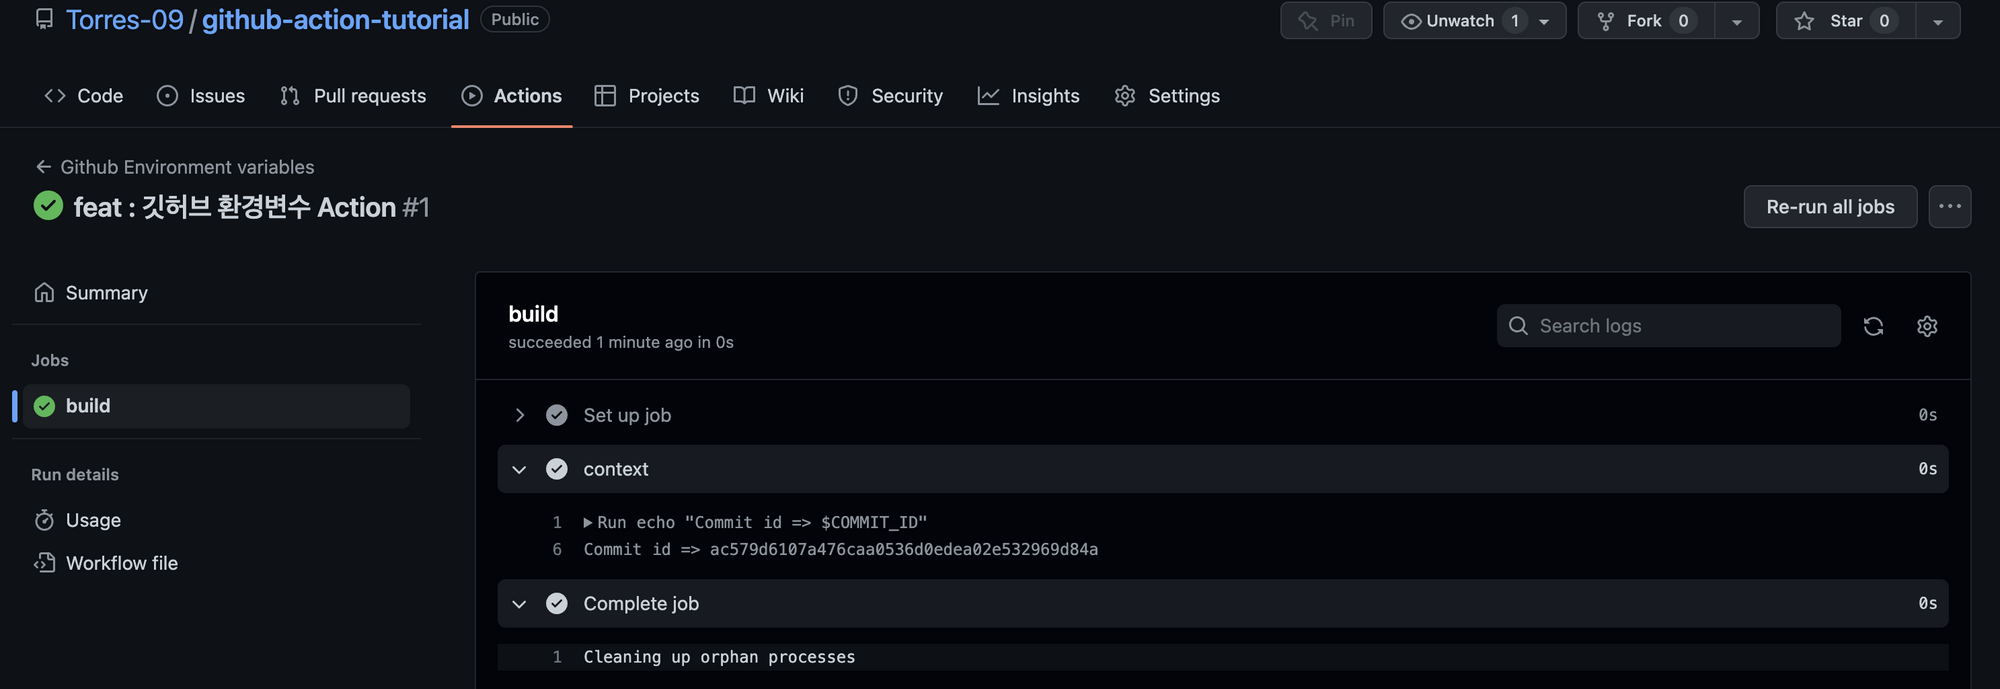 Torres-09 / github-action-tutorial Public
Pin
Unwatch 1
Fork 0
Star 0
Code
Issues
Pull requests
Actions
Projects
Wiki
Security
Insights
Settings
Github Environment variables
feat : 깃허브 환경변수 Action #1
Re-run all jobs
Summary
Jobs
build
Run details
Usage
Workflow file
build
succeeded 1 minute ago in 0s
Search logs
Set up job 0s
context 0s
1 Run echo "Commit id => $COMMIT_ID"
6 Commit id => ac579d6107a476caa0536d0edea02e532969d84a
Complete job 0s
1 Cleaning up orphan processes